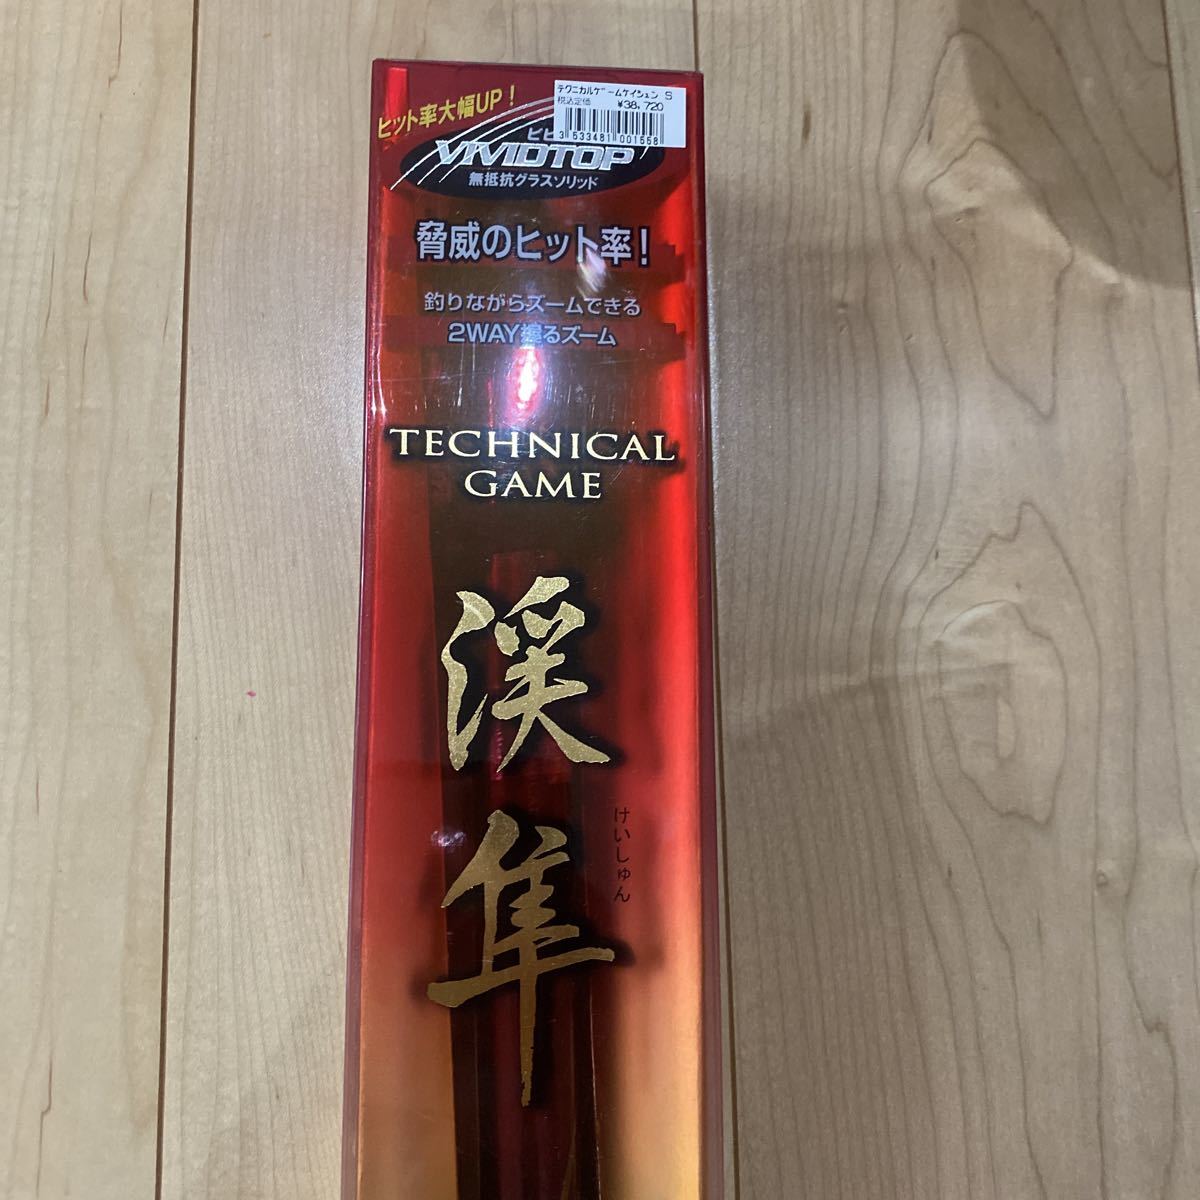 テクニカルゲームケイシュン S
税込定価 ¥38,720
3 533481 001558
ヒット率大幅UP!
ビビ
VIVIDTOP
無抵抗グラスソリッド
脅威のヒット率!
釣りながらズームできる
2WAY握るズーム
TECHNICAL
GAME
渓隼
けいしゅん